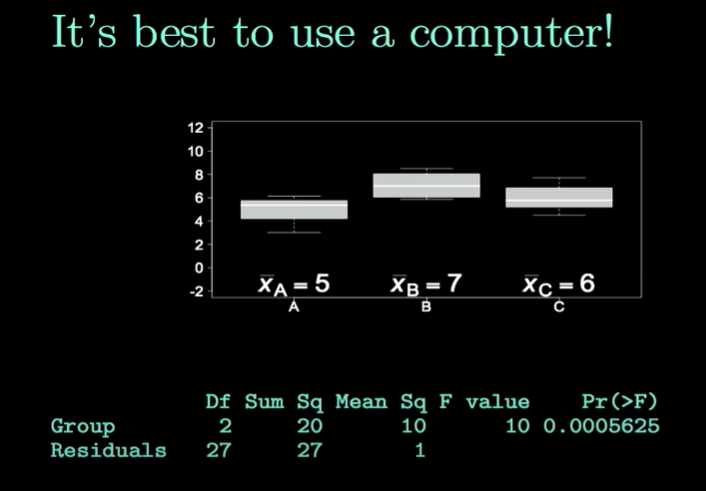 It's best to use a computer!
12
10
8
6
4
2
0
-2
x̅A = 5 x̅B = 7 x̅C = 6
A B C
Df Sum Sq Mean Sq F value Pr(>F)
Group 2 20 10 10 0.0005625
Residuals 27 27 1